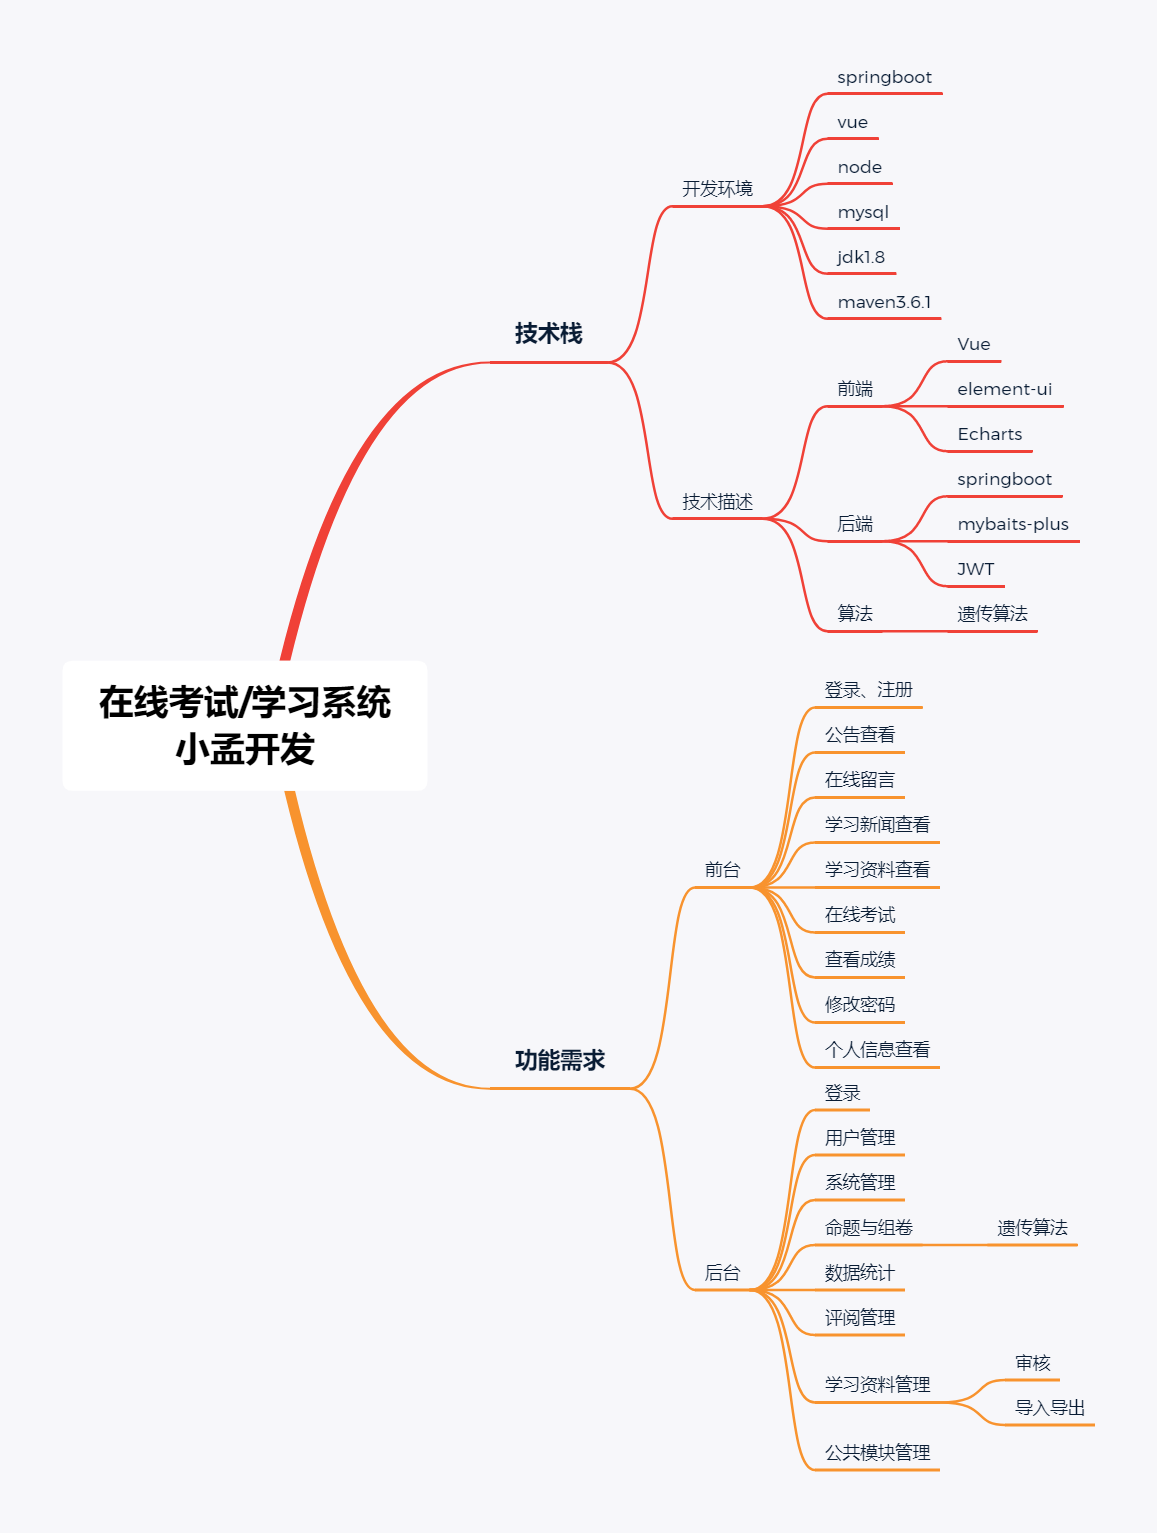 在线考试/学习系统
小孟开发
技术栈
开发环境
springboot
vue
node
mysql
jdk1.8
maven3.6.1
技术描述
前端
Vue
element-ui
Echarts
后端
springboot
mybaits-plus
JWT
算法
遗传算法
功能需求
前台
登录、注册
公告查看
在线留言
学习新闻查看
学习资料查看
在线考试
查看成绩
修改密码
个人信息查看
后台
登录
用户管理
系统管理
命题与组卷
遗传算法
数据统计
评阅管理
学习资料管理
审核
导入导出
公共模块管理